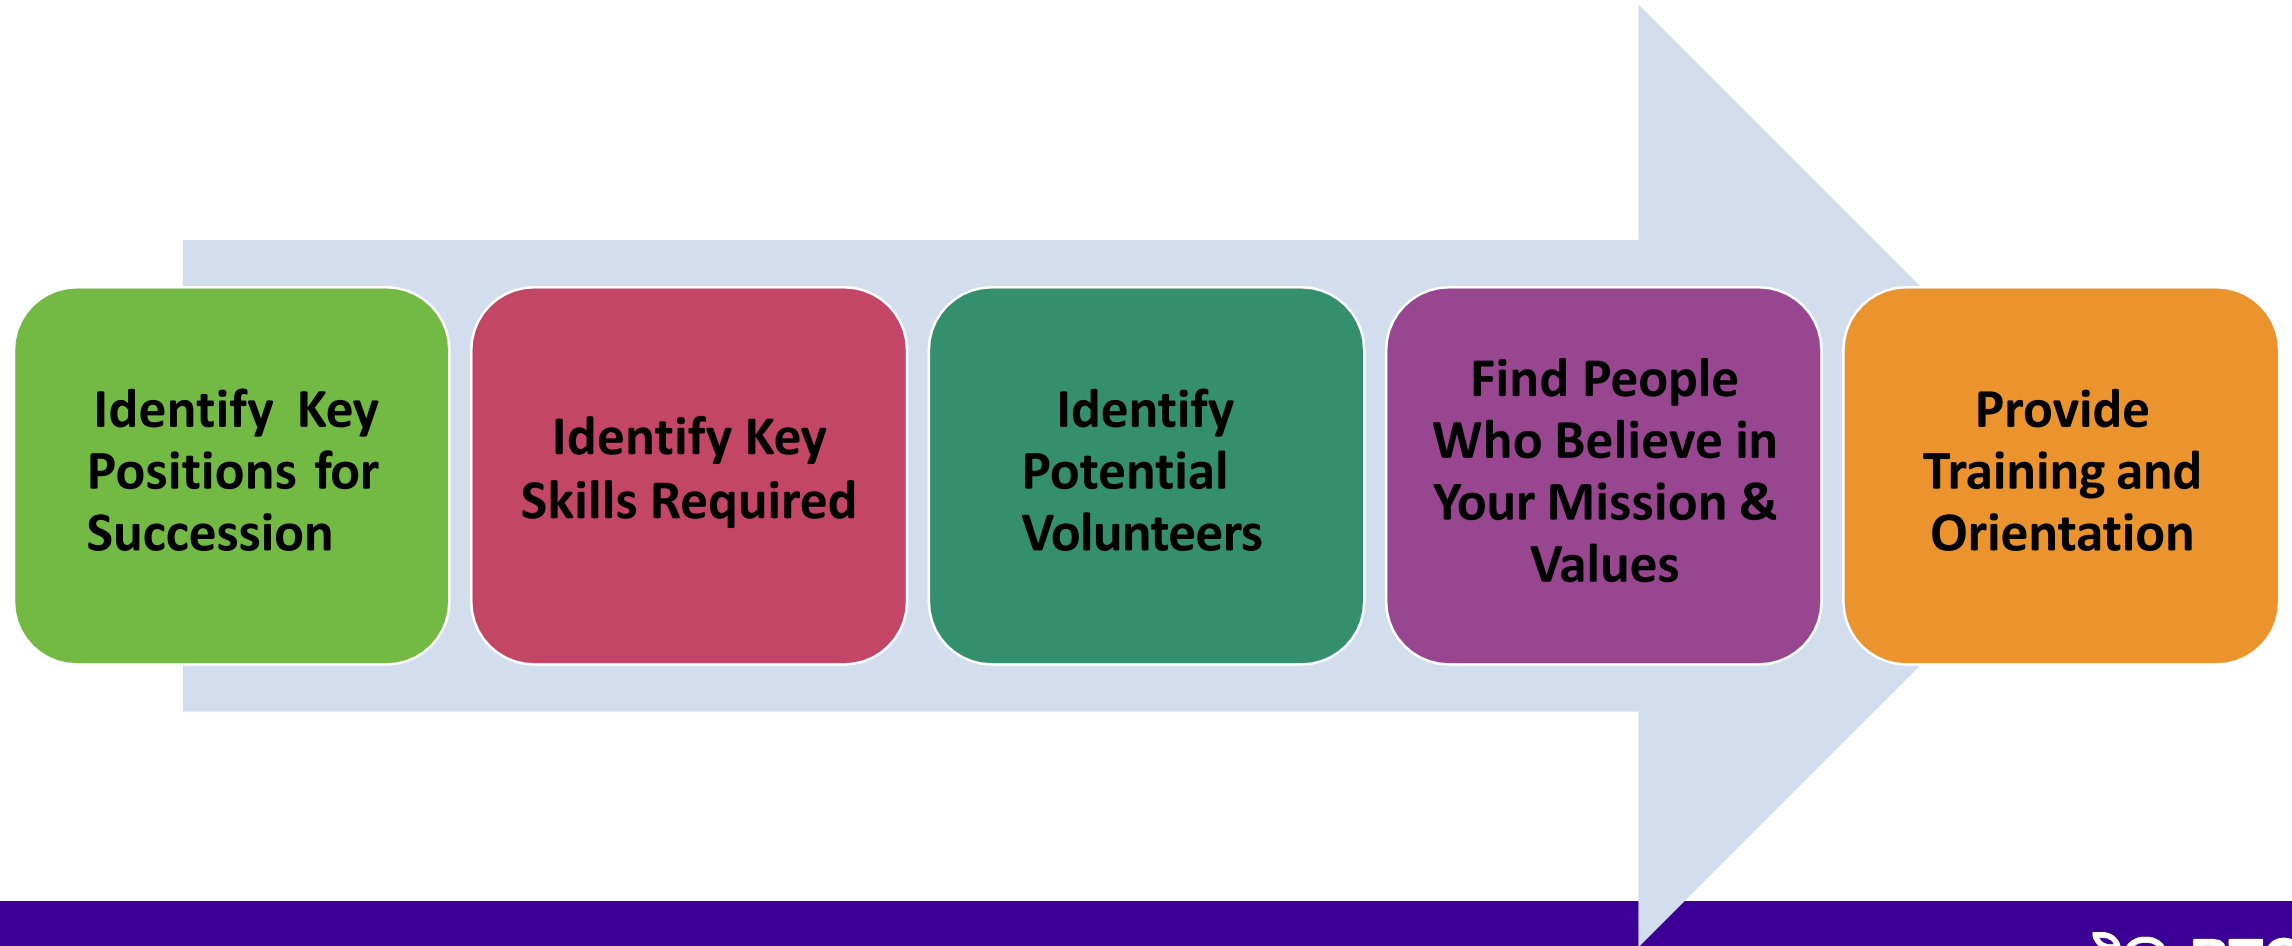 Identify Key
Positions for
Succession
Identify Key
Skills Required
Identify
Potential
Volunteers
Find People
Who Believe in
Your Mission &
Values
Provide
Training and
Orientation